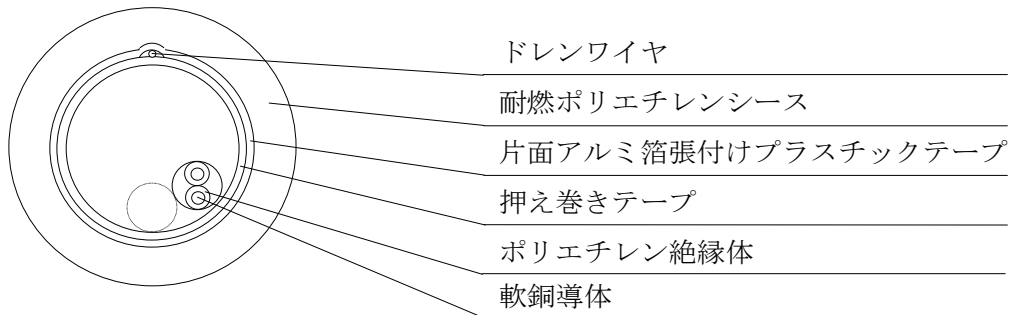 ドレンワイヤ
耐燃ポリエチレンシース
片面アルミ箔張付けプラスチックテープ
押え巻きテープ
ポリエチレン絶縁体
軟銅導体